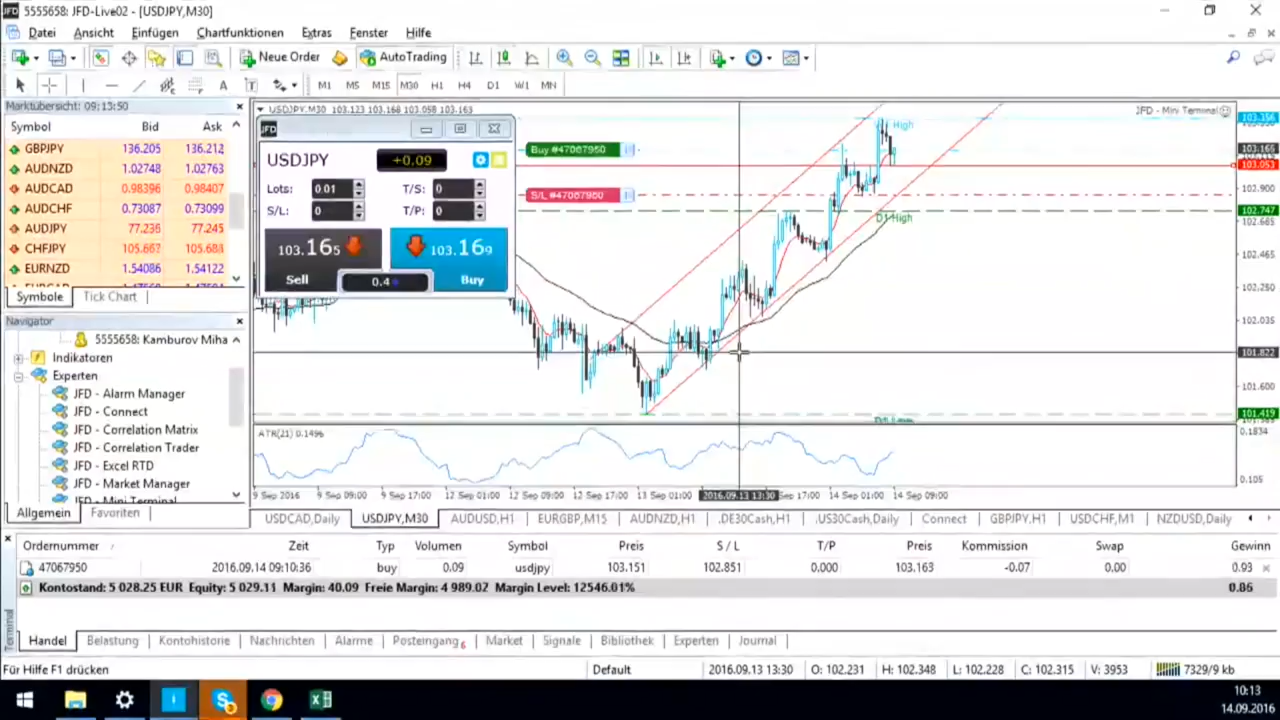 JFD 5555658: JFD-Live02 - [USDJPY,M30]
Datei Ansicht Einfügen Chartfunktionen Extras Fenster Hilfe
New Order AutoTrading
A T M1 M5 M15 M30 H1 H4 D1 W1 MN
Marktübersicht: 09:13:50
Symbol Bid Ask
GBPJPY 136.205 136.212
AUDNZD 1.02748 1.02763
AUDCAD 0.98396 0.98407
AUDCHF 0.73087 0.73099
AUDJPY 77.236 77.245
CHFJPY 105.667 105.683
EURNZD 1.54086 1.54122
Symbole Tick Chart
Navigator
5555658: Kamburov Miha
Indikatoren
Experten
JFD - Alarm Manager
JFD - Connect
JFD - Correlation Matrix
JFD - Correlation Trader
JFD - Excel RTD
JFD - Market Manager
JFD - Mini Terminal
Allgemein Favoriten
USDJPY,M30 103.123 103.168 103.058 103.163
JFD - Mini Terminal
JFD
USDJPY +0.09
Lots: 0.01 T/S: 0
S/L: 0 T/P: 0
103.165 103.169
Sell 0.4 Buy
Buy #47067950
S/L #47067950
High
D1 High
103.356
103.165
103.053
102.900
102.747
102.685
102.465
102.250
102.035
101.822
101.600
101.419
ATR(21) 0.1496
0.1834
0.105
9 Sep 2016 9 Sep 09:00 9 Sep 17:00 12 Sep 01:00 12 Sep 09:00 12 Sep 17:00 13 Sep 01:00 2016.09.13 13:30 Sep 17:00 14 Sep 01:00 14 Sep 09:00
USDCAD,Daily USDJPY,M30 AUDUSD,H1 EURGBP,M15 AUDNZD,H1 .DE30Cash,H1 .US30Cash,Daily Connect GBPJPY,H1 USDCHF,M1 NZDUSD,Daily
Ordernummer / Zeit Typ Volumen Symbol Preis S / L T/P Preis Kommission Swap Gewinn
47067950 2016.09.14 09:10:36 buy 0.09 usdjpy 103.151 102.851 0.000 103.163 -0.07 0.00 0.93
Kontostand: 5 028.25 EUR Equity: 5 029.11 Margin: 40.09 Freie Margin: 4 989.02 Margin Level: 12546.01% 0.86
Terminal
Handel Belastung Kontohistorie Nachrichten Alarme Posteingang 6 Market Signale Bibliothek Experten Journal
Für Hilfe F1 drücken Default 2016.09.13 13:30 O: 102.231 H: 102.348 L: 102.228 C: 102.315 V: 3953 7329/9 kb
10:13
14.09.2016